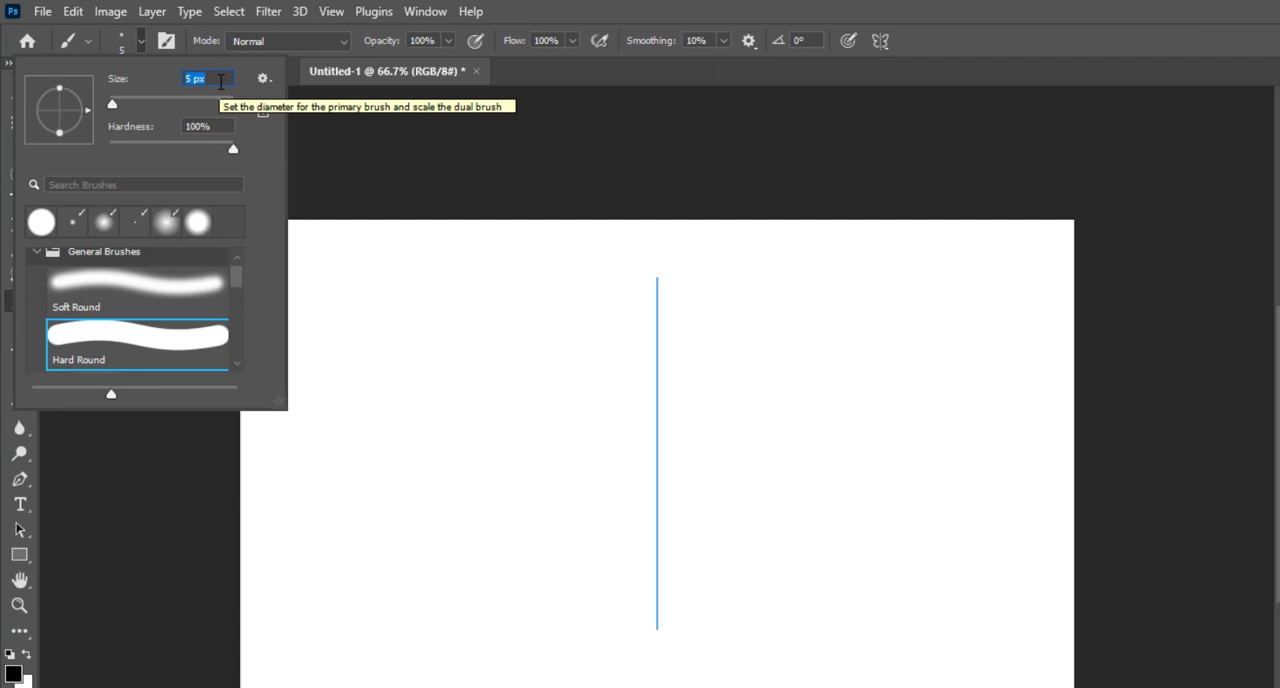 Ps File Edit Image Layer Type Select Filter 3D View Plugins Window Help
5 Mode: Normal Opacity: 100% Flow: 100% Smoothing: 10% 0°
Untitled-1 @ 66.7% (RGB/8#) * ×
Size: 5 px
Set the diameter for the primary brush and scale the dual brush
Hardness: 100%
Search Brushes
General Brushes
Soft Round
Hard Round
T